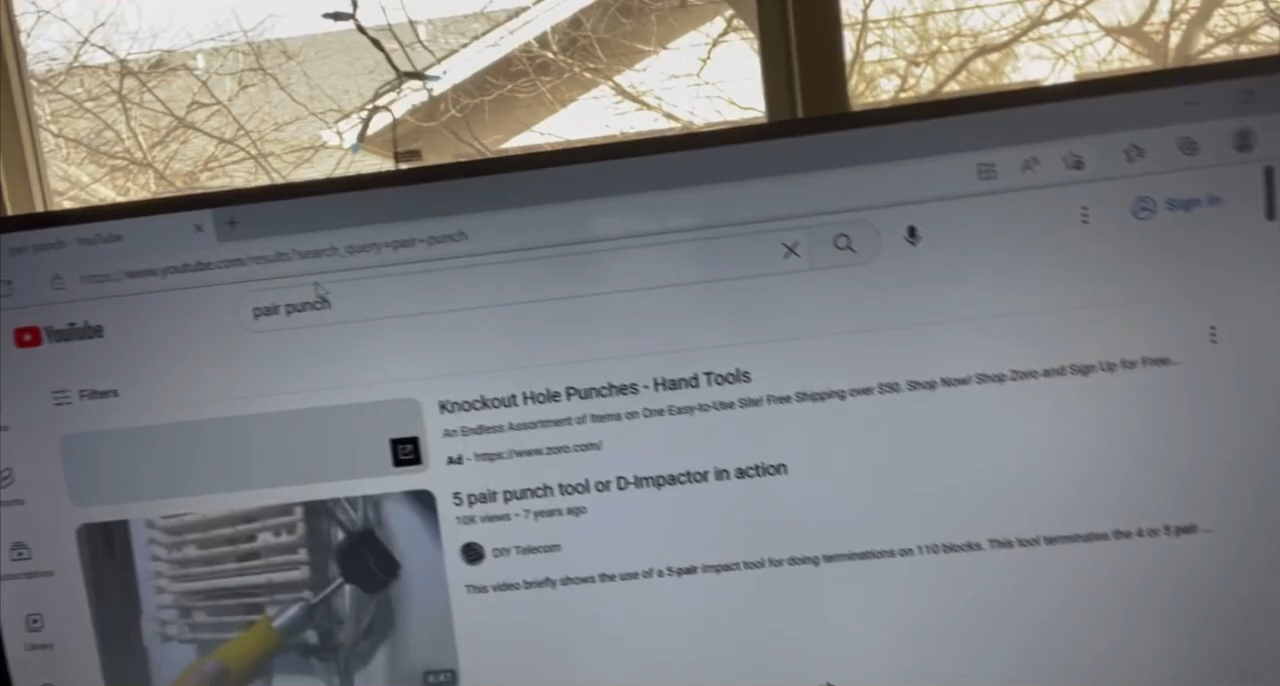 pair punch - YouTube
https://www.youtube.com/results?search_query=pair+punch
YouTube
pair punch
Sign in
Filters
Knockout Hole Punches - Hand Tools
An Endless Assortment of Items on One Easy-to-Use Site! Free Shipping over $50. Shop Now! Shop Zoro and Sign Up for Free...
Ad - https://www.zoro.com/
5 pair punch tool or D-Impactor in action
10K views • 7 years ago
DIY Telecom
This video briefly shows the use of a 5-pair impact tool for doing terminations on 110 blocks. This tool terminates the 4 or 5 pair ...
Library